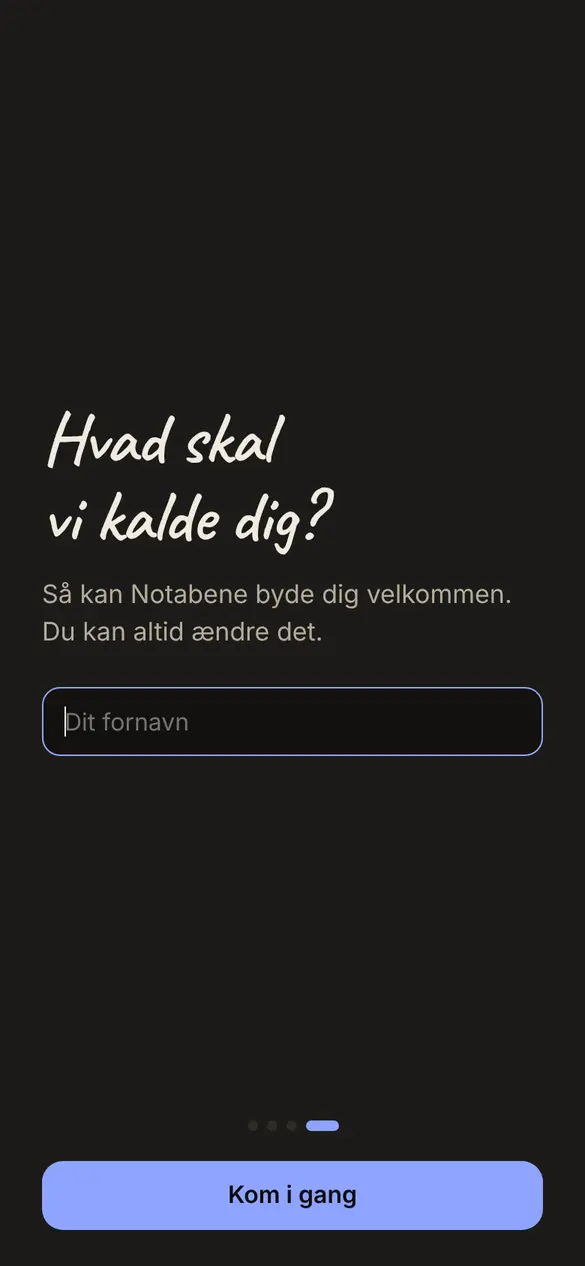 Hvad skal
vi kalde dig?
Så kan Notabene byde dig velkommen.
Du kan altid ændre det.
Dit fornavn
Kom i gang